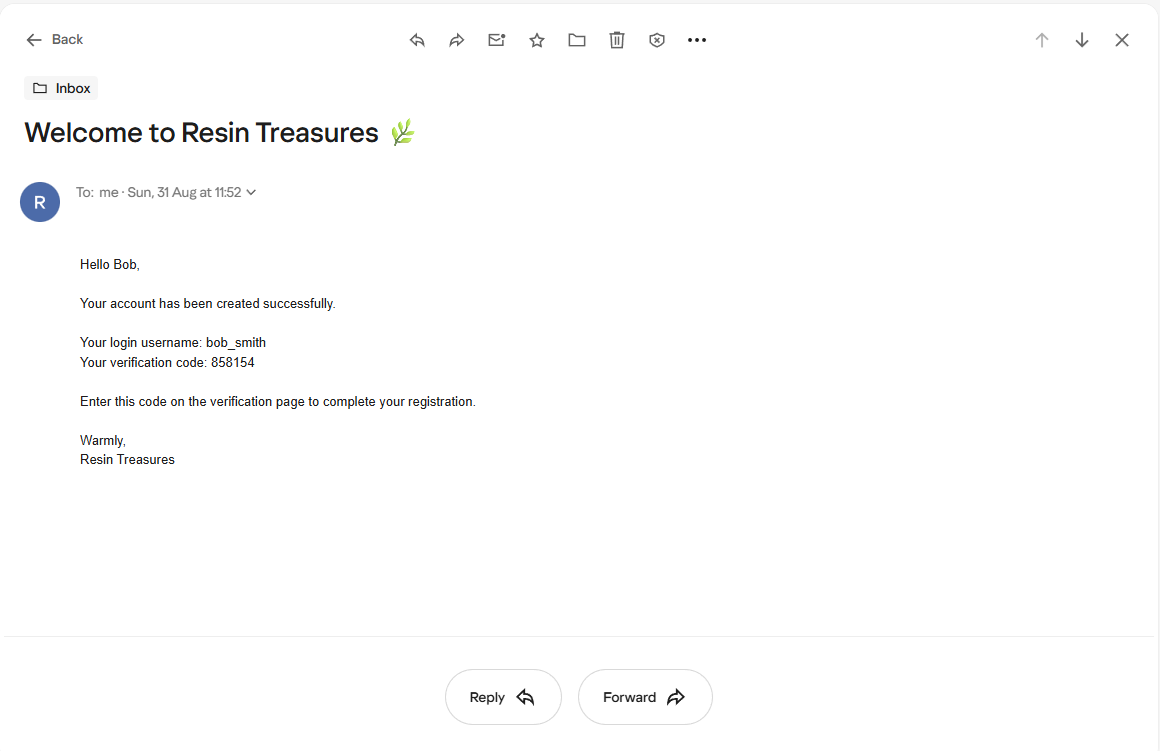 Back
Inbox
Welcome to Resin Treasures 🌿
R
To: me · Sun, 31 Aug at 11:52
Hello Bob,
Your account has been created successfully.
Your login username: bob_smith
Your verification code: 858154
Enter this code on the verification page to complete your registration.
Warmly,
Resin Treasures
Reply
Forward